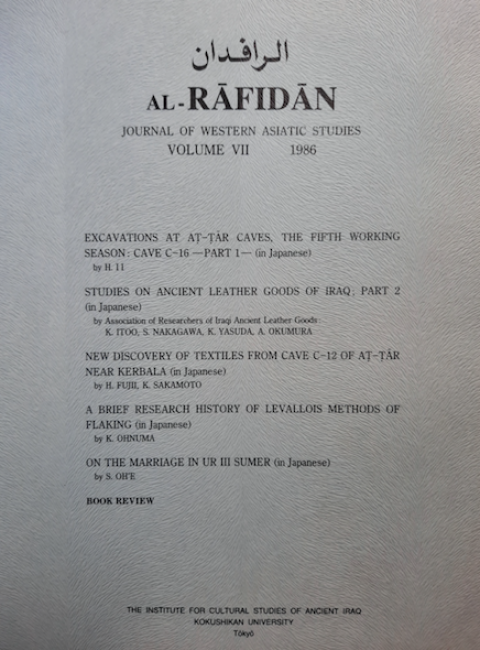 الرافدان
AL-RĀFIDĀN
JOURNAL OF WESTERN ASIATIC STUDIES
VOLUME VII 1986
EXCAVATIONS AT AṬ-ṬĀR CAVES, THE FIFTH WORKING
SEASON: CAVE C-16 —PART 1— (in Japanese)
by H. II
STUDIES ON ANCIENT LEATHER GOODS OF IRAQ; PART 2
(in Japanese)
by Association of Researchers of Iraqi Ancient Leather Goods:
K. ITOO, S. NAKAGAWA, K. YASUDA, A. OKUMURA
NEW DISCOVERY OF TEXTILES FROM CAVE C-12 OF AṬ-ṬĀR
NEAR KERBALA (in Japanese)
by H. FUJII, K. SAKAMOTO
A BRIEF RESEARCH HISTORY OF LEVALLOIS METHODS OF
FLAKING (in Japanese)
by K. OHNUMA
ON THE MARRIAGE IN UR III SUMER (in Japanese)
by S. OH'E
BOOK REVIEW
THE INSTITUTE FOR CULTURAL STUDIES OF ANCIENT IRAQ
KOKUSHIKAN UNIVERSITY
Tōkyō